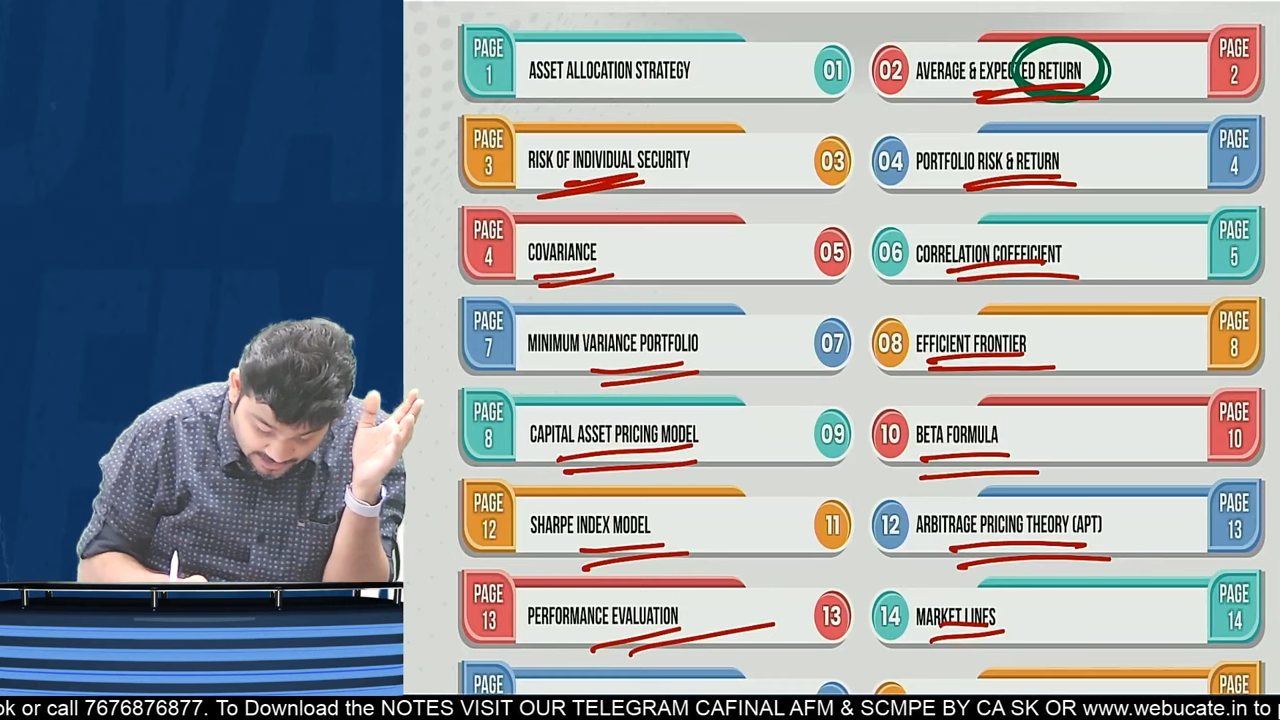 PAGE 1 ASSET ALLOCATION STRATEGY 01
02 AVERAGE & EXPECTED RETURN PAGE 2
PAGE 3 RISK OF INDIVIDUAL SECURITY 03
04 PORTFOLIO RISK & RETURN PAGE 4
PAGE 4 COVARIANCE 05
06 CORRELATION COEFFICIENT PAGE 5
PAGE 7 MINIMUM VARIANCE PORTFOLIO 07
08 EFFICIENT FRONTIER PAGE 8
PAGE 8 CAPITAL ASSET PRICING MODEL 09
10 BETA FORMULA PAGE 10
PAGE 12 SHARPE INDEX MODEL 11
12 ARBITRAGE PRICING THEORY (APT) PAGE 13
PAGE 13 PERFORMANCE EVALUATION 13
14 MARKET LINES PAGE 14
PAGE
PAGE
ok or call 7676876877. To Download the NOTES VISIT OUR TELEGRAM CAFINAL AFM & SCMPE BY CA SK OR www.webucate.in to